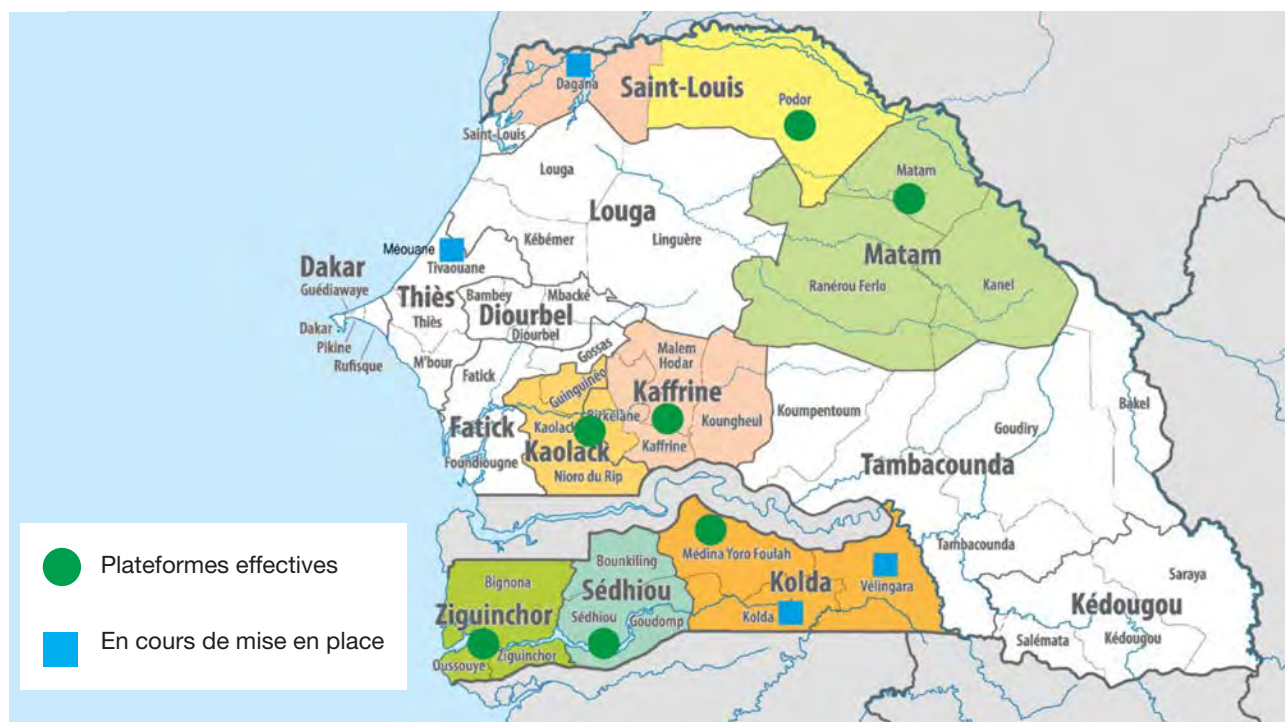 Dagana
Saint-Louis
Podor
Saint-Louis
Louga
Matam
Louga
Méouane
Kébémer
Linguère
Tivaouane
Matam
Dakar
Guédiawaye
Ranérou Ferlo
Kanel
Thiès
Bambey
Mbacké
Diourbel
Thiès
Diourbel
Dakar
Pikine
Rufisque
M'bour
Gossas
Malem
Hodar
Fatick
Guinguinéo
Kaffrine
Koungheul
Koumpentoum
Bakel
Birkelane
Kaolack
Goudiry
Fatick
Kaolack
Kaffrine
Foundiougne
Nioro du Rip
Tambacounda
Plateformes effectives
Bounkiling
Médina Yoro Foulah
Tambacounda
Bignona
Sédhiou
Kolda
Vélingara
Saraya
Ziguinchor
Sédhiou
Goudomp
Kolda
Kédougou
En cours de mise en place
Oussouye
Ziguinchor
Salémata
Kédougou